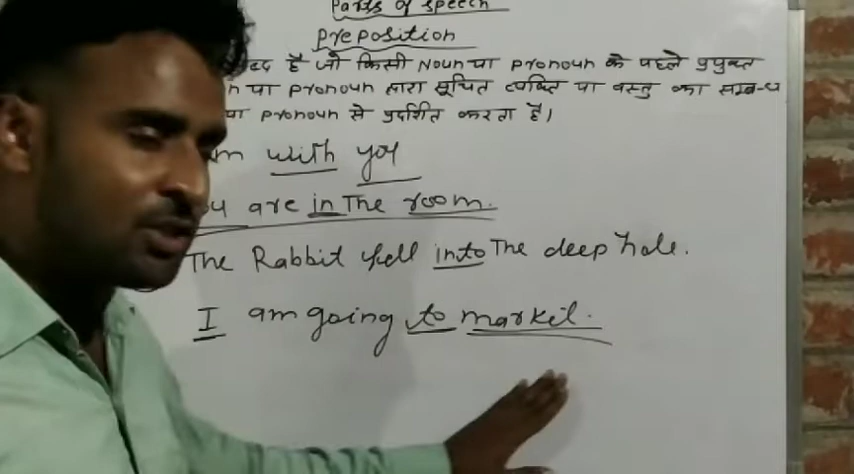 Parts of Speech
Preposition
है जो किसी Noun या pronoun के पहले प्रयुक्त
या pronoun द्वारा सूचित व्यक्ति या वस्तु का सम्बन्ध
या pronoun से प्रदर्शित करता है।
am with you
are in The room.
The Rabbit fell into The deep hole.
I am going to market.